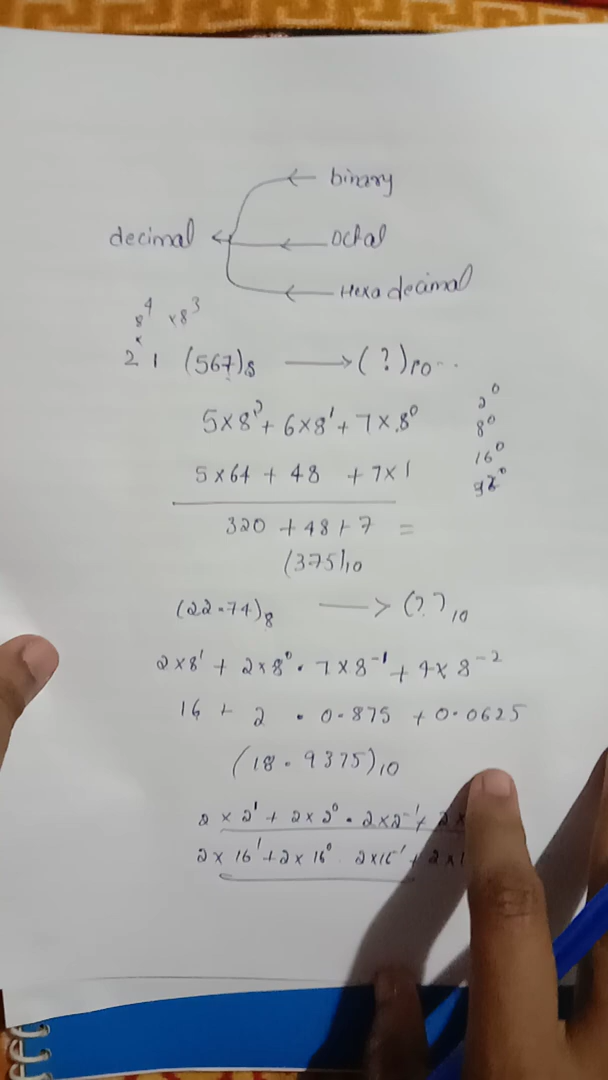 binary
decimal ← octal
Hexa decimal
8⁴ ×8³
2 1 (567)₈ → (?)₁₀
5×8² + 6×8¹ + 7×8⁰
2⁰
8⁰
16⁰
5×64 + 48 + 7×1
320 + 48 + 7 =
(375)₁₀
(22.74)₈ → (?)₁₀
2×8¹ + 2×8⁰ . 7×8⁻¹ + 4×8⁻²
16 + 2 . 0.875 + 0.0625
(18.9375)₁₀
2×2¹ + 2×2⁰ . 2×2⁻¹ +
2×16¹ + 2×16⁰ . 2×16⁻¹ +